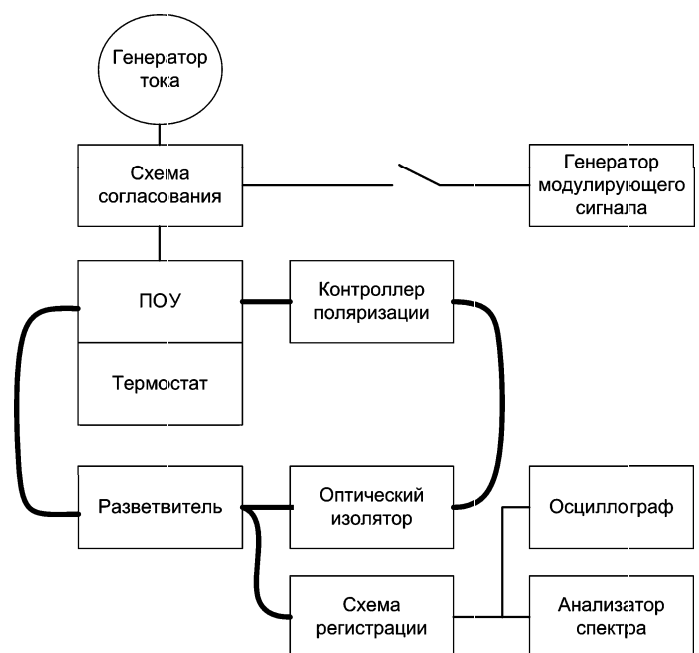 Генератор
тока
Схема
согласования
Генератор
модулирующего
сигнала
ПОУ
Контроллер
поляризации
Термостат
Разветвитель
Оптический
изолятор
Осциллограф
Схема
регистрации
Анализатор
спектра